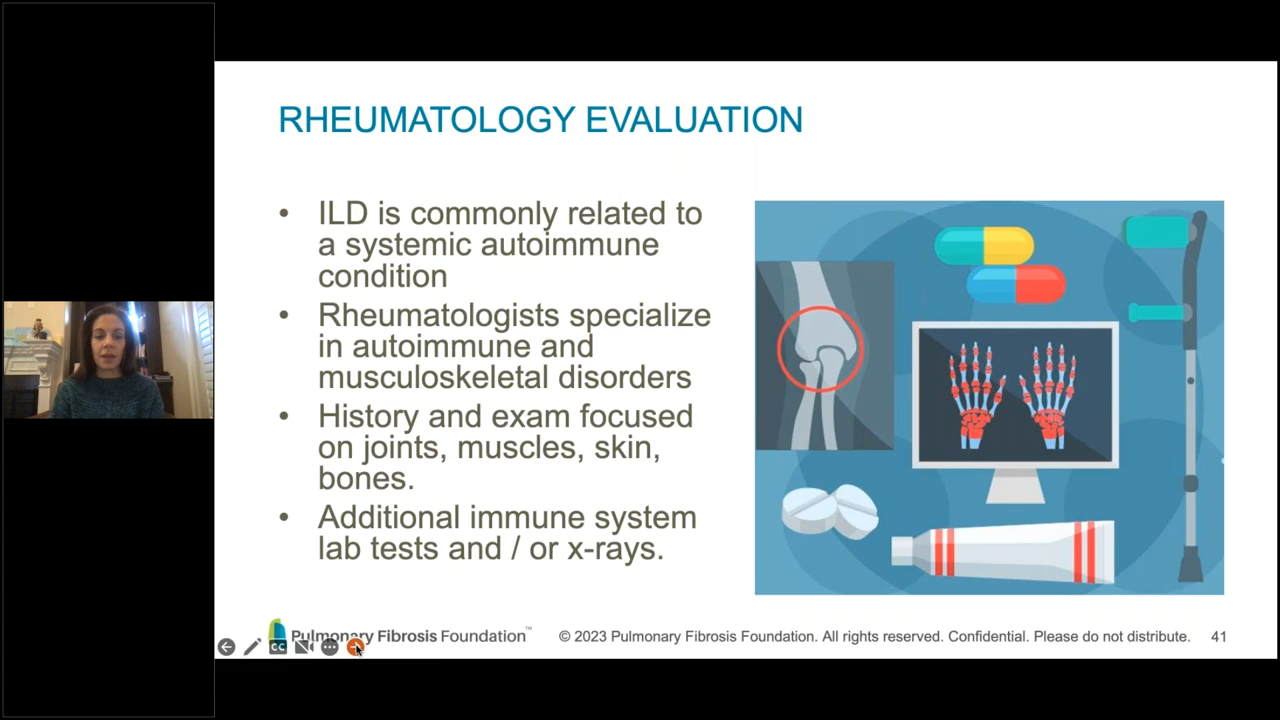 RHEUMATOLOGY EVALUATION
• ILD is commonly related to
a systemic autoimmune
condition
• Rheumatologists specialize
in autoimmune and
musculoskeletal disorders
• History and exam focused
on joints, muscles, skin,
bones.
• Additional immune system
lab tests and / or x-rays.
Pulmonary Fibrosis Foundation™
© 2023 Pulmonary Fibrosis Foundation. All rights reserved. Confidential. Please do not distribute.
41
CC